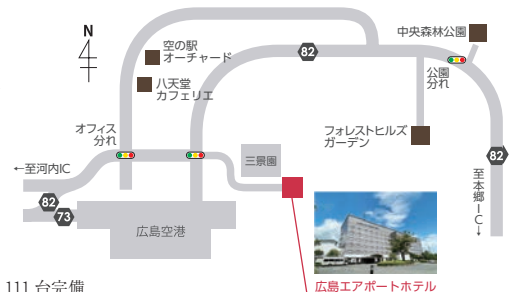 N
空の駅
オーチャード
八天堂
カフェリエ
82
中央森林公園
公園
分れ
オフィス
分れ
フォレストヒルズ
ガーデン
三景園
←至河内IC
82
至本郷IC→
82
73
広島空港
広島エアポートホテル
111 台完備